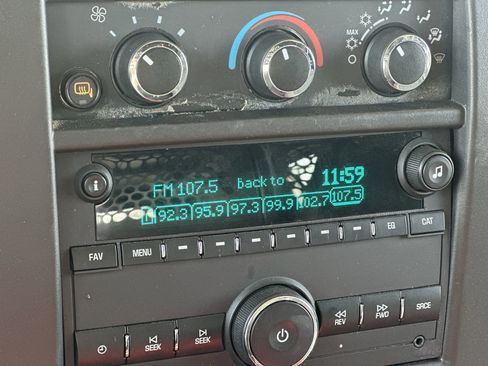 MAX
i
FM 107.5 back to 11:59
1 92.3 95.9 97.3 99.9 102.7 107.5
FAV MENU EQ CAT
SEEK SEEK REV FWD SRCE